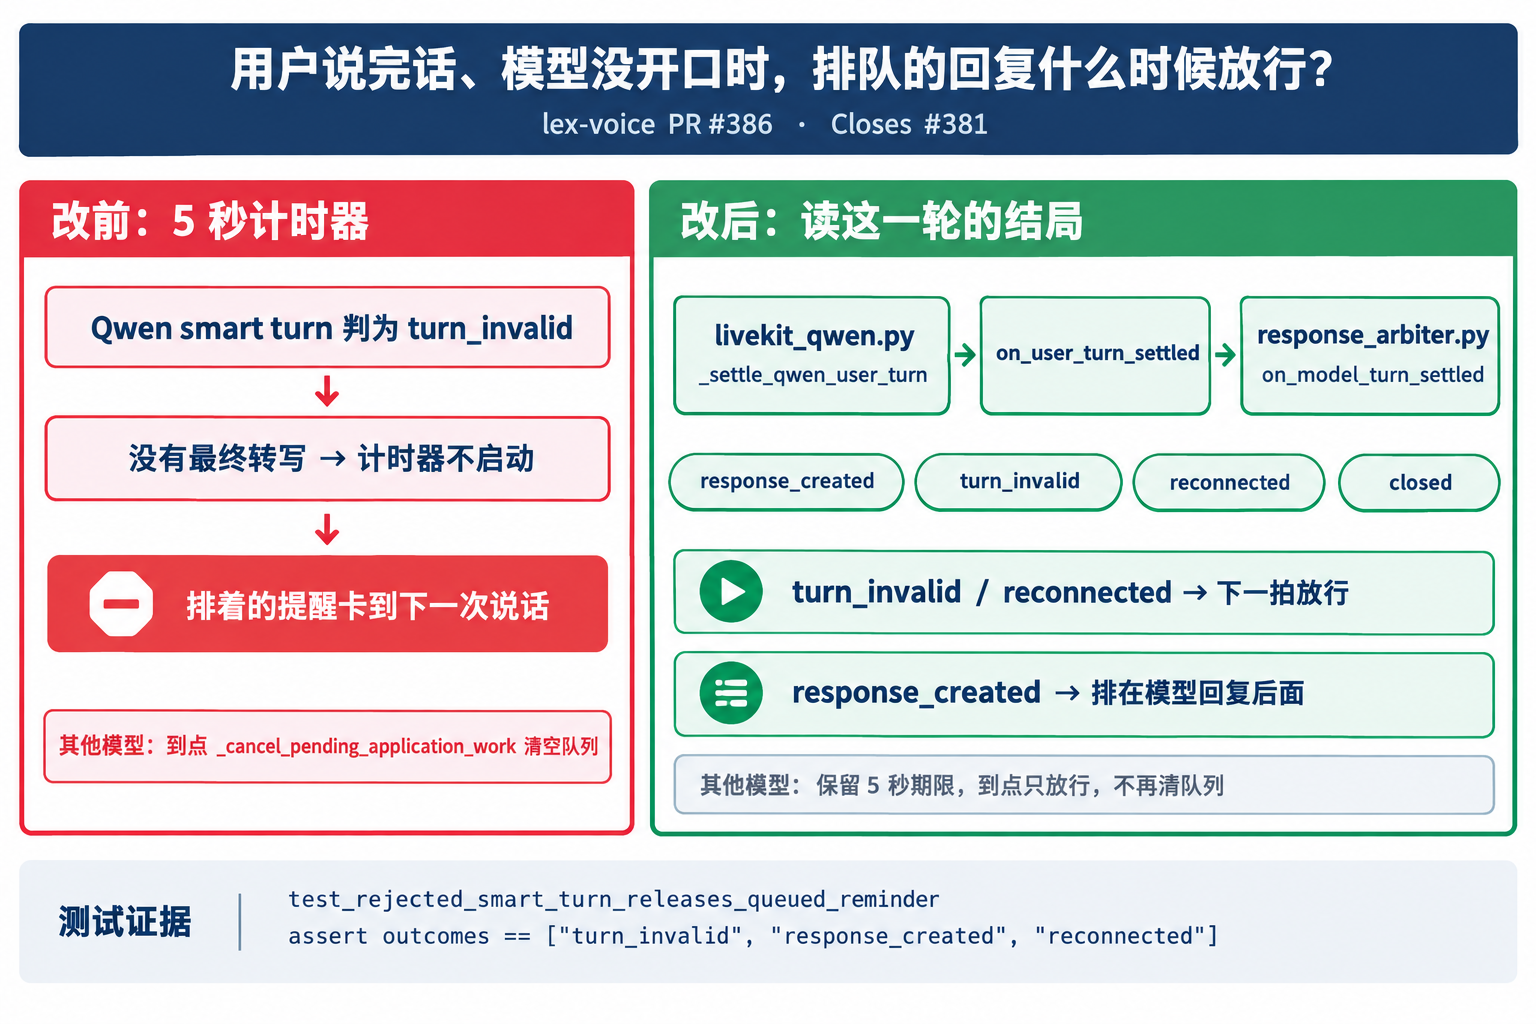 用户说完话、模型没开口时，排队的回复什么时候放行？
lex-voice PR #386 · Closes #381
改前：5 秒计时器
Qwen smart turn 判为 turn_invalid
没有最终转写 → 计时器不启动
排着的提醒卡到下一次说话
其他模型：到点 _cancel_pending_application_work 清空队列
改后：读这一轮的结局
livekit_qwen.py
_settle_qwen_user_turn
on_user_turn_settled
response_arbiter.py
on_model_turn_settled
response_created
turn_invalid
reconnected
closed
turn_invalid / reconnected → 下一拍放行
response_created → 排在模型回复后面
其他模型：保留 5 秒期限，到点只放行，不再清队列
测试证据
test_rejected_smart_turn_releases_queued_reminder
assert outcomes == ["turn_invalid", "response_created", "reconnected"]